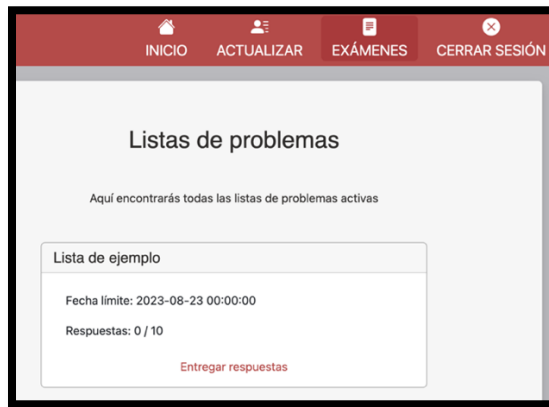 INICIO ACTUALIZAR EXÁMENES CERRAR SESIÓN
Listas de problemas
Aquí encontrarás todas las listas de problemas activas
Lista de ejemplo
Fecha límite: 2023-08-23 00:00:00
Respuestas: 0 / 10
Entregar respuestas